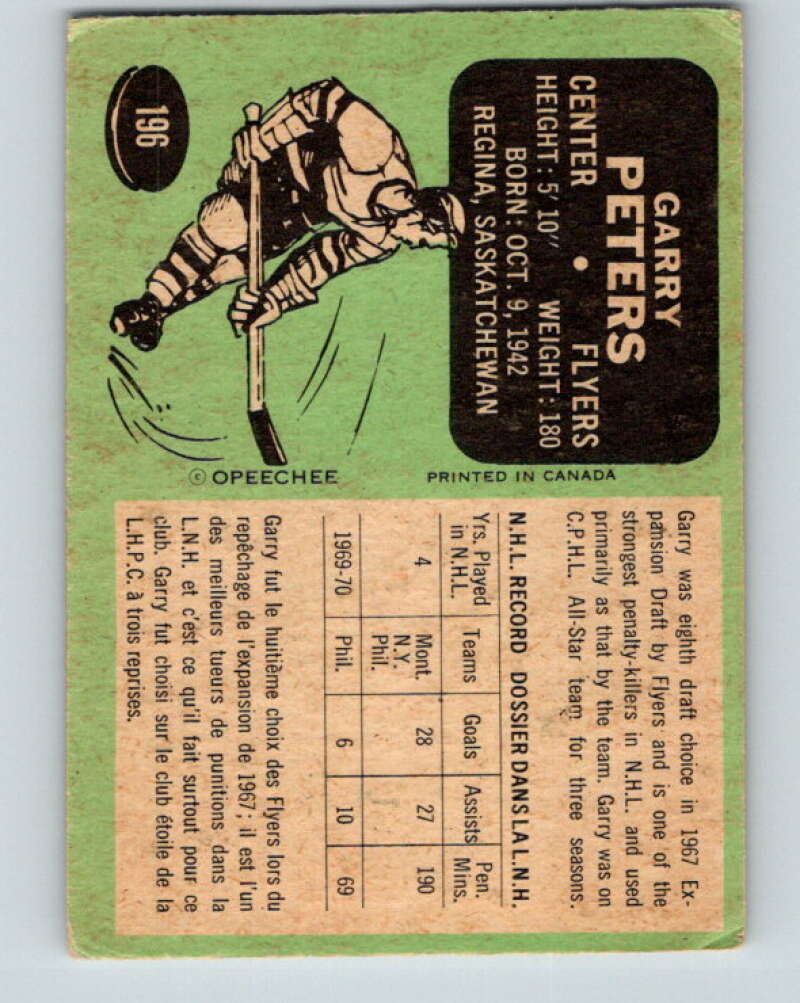 GARRY
PETERS
CENTER • FLYERS
HEIGHT: 5' 10" WEIGHT: 180
BORN: OCT. 9, 1942
REGINA, SASKATCHEWAN
196
© OPEECHEE PRINTED IN CANADA
Garry was eighth draft choice in 1967 Ex-
pansion Draft by Flyers and is one of the
strongest penalty-killers in N.H.L. and used
primarily as that by the team. Garry was on
C.P.H.L. All-Star team for three seasons.
N.H.L. RECORD DOSSIER DANS LA L.N.H.
Yrs. Played in N.H.L. Teams Goals Assists Pen. Mins.
4 Mont. 28 27 190
N.Y.
Phil.
1969-70 Phil. 6 10 69
Garry fut le huitième choix des Flyers lors du
repêchage de l'expansion de 1967; il est l'un
des meilleurs tueurs de punitions dans la
L.N.H. et c'est ce qu'il fait surtout pour ce
club. Garry fut choisi sur le club étoile de la
L.H.P.C. à trois reprises.